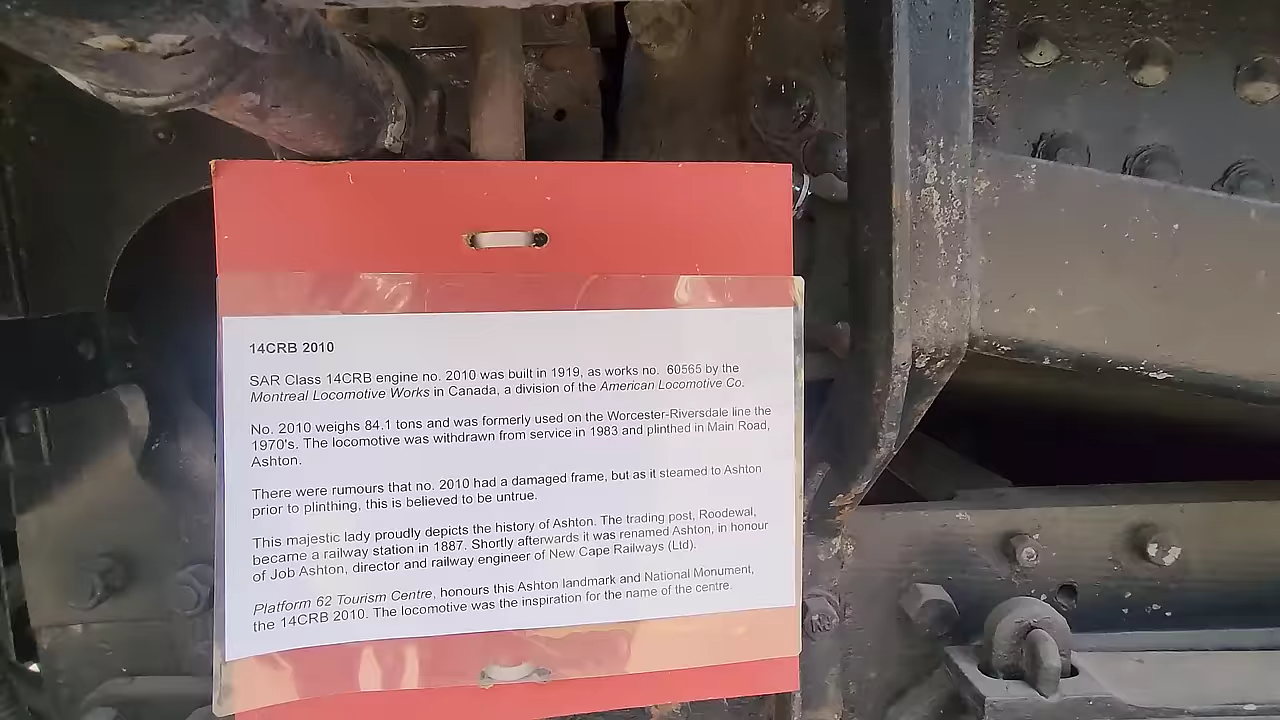 14CRB 2010
SAR Class 14CRB engine no. 2010 was built in 1919, as works no. 60565 by the
Montreal Locomotive Works in Canada, a division of the American Locomotive Co.
No. 2010 weighs 84.1 tons and was formerly used on the Worcester-Riversdale line the
1970's. The locomotive was withdrawn from service in 1983 and plinthed in Main Road,
Ashton.
There were rumours that no. 2010 had a damaged frame, but as it steamed to Ashton
prior to plinthing, this is believed to be untrue.
This majestic lady proudly depicts the history of Ashton. The trading post, Roodewal,
became a railway station in 1887. Shortly afterwards it was renamed Ashton, in honour
of Job Ashton, director and railway engineer of New Cape Railways (Ltd).
Platform 62 Tourism Centre, honours this Ashton landmark and National Monument,
the 14CRB 2010. The locomotive was the inspiration for the name of the centre.